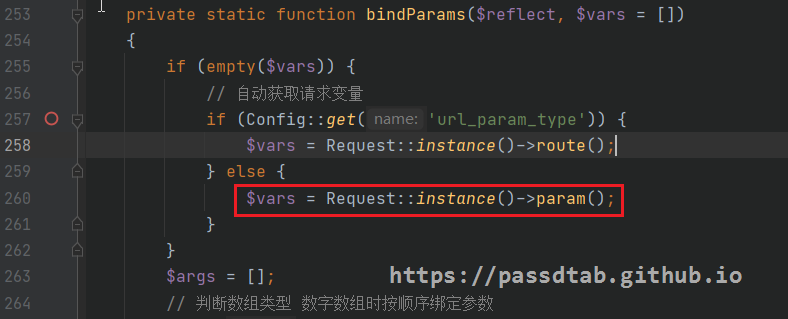 253 private static function bindParams($reflect, $vars = [])
254 {
255 if (empty($vars)) {
256 // 自动获取请求变量
257 if (Config::get( name: 'url_param_type')) {
258 $vars = Request::instance()->route();
259 } else {
260 $vars = Request::instance()->param();
261 }
262 }
263 $args = [];
https://passdtab.github.io
264 // 判断数组类型 数字数组时按顺序绑定参数